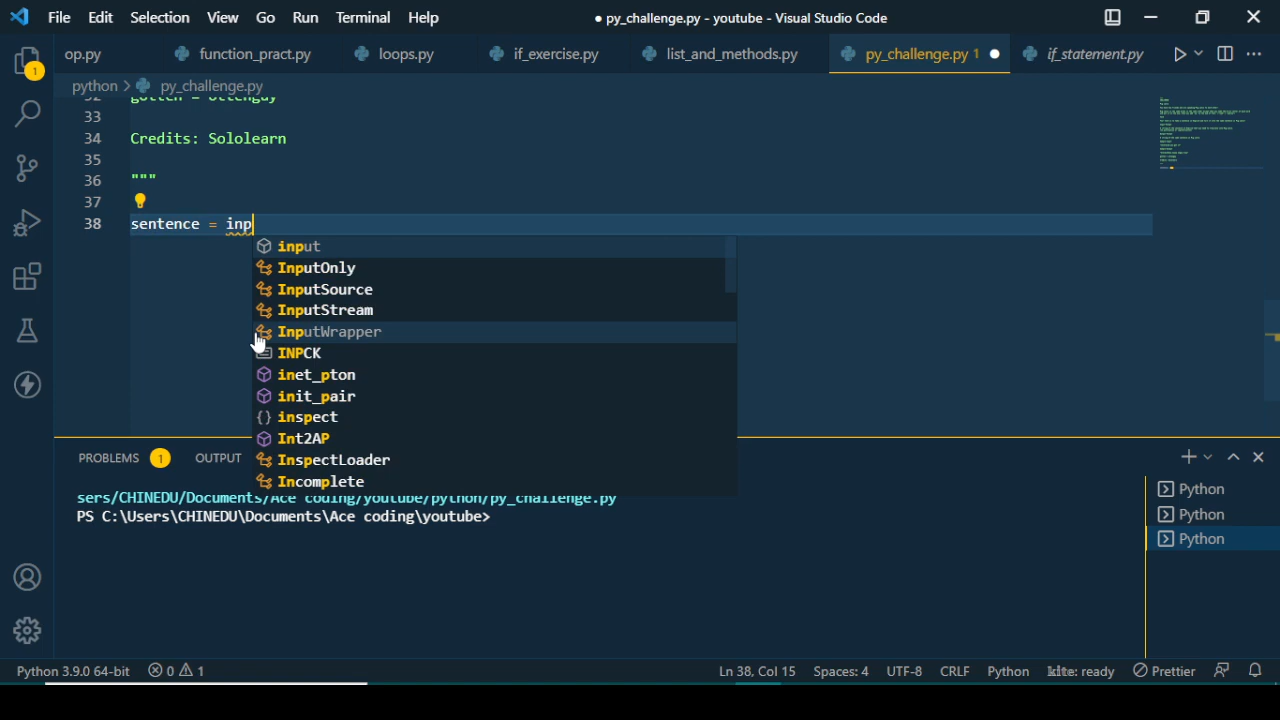 File Edit Selection View Go Run Terminal Help ● py_challenge.py - youtube - Visual Studio Code
op.py function_pract.py loops.py if_exercise.py list_and_methods.py py_challenge.py 1 ● if_statement.py
1
python > py_challenge.py
32
33
34 Credits: Sololearn
35
36 """
37
38 sentence = inp
input
InputOnly
InputSource
InputStream
InputWrapper
INPCK
inet_pton
init_pair
inspect
Int2AP
InspectLoader
Incomplete
PROBLEMS 1 OUTPUT
sers/CHINEDU/Documents/Ace coding/youtube/python/py_challenge.py
PS C:\Users\CHINEDU\Documents\Ace coding\youtube>
Python
Python
Python
Python 3.9.0 64-bit 0 1 Ln 38, Col 15 Spaces: 4 UTF-8 CRLF Python kite: ready Prettier